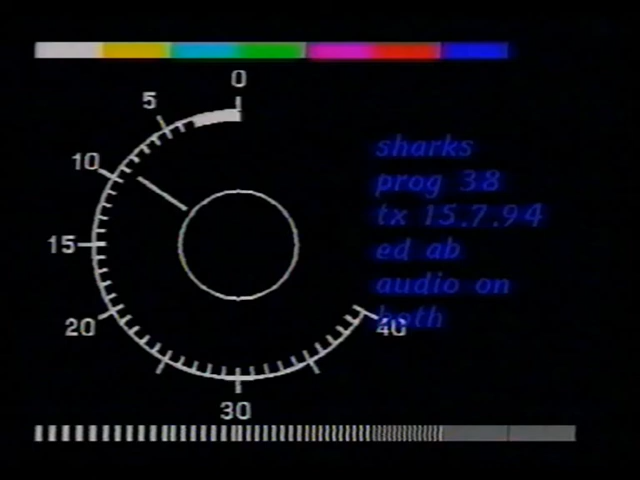 0
5
10
15
20
30
40
sharks
prog 38
tx 15.7.94
ed ab
audio on
both